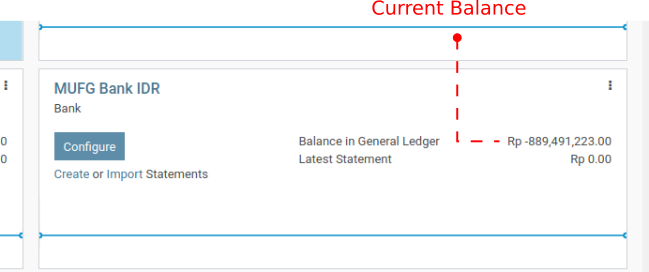 Current Balance
MUFG Bank IDR
Bank
Configure
Balance in General Ledger Rp -889,491,223.00
Latest Statement Rp 0.00
Create or Import Statements
0
0